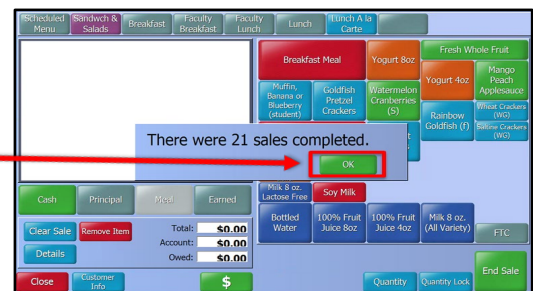 Scheduled
Menu
Sandwch &
Salads
Breakfast
Faculty
Breakfast
Faculty
Lunch
Lunch
Lunch A la
Carte
Breakfast Meal
Yogurt 8oz
Fresh Whole Fruit
Yogurt 4oz
Mango
Peach
Applesauce
Muffin,
Banana or
Blueberry
(student)
Goldfish
Pretzel
Crackers
Watermelon
Cranberries
(S)
Rainbow
Goldfish (f)
Wheat Crackers
(WG)
Saltine Crackers
(WG)
There were 21 sales completed.
OK
Cash
Principal
Meal
Earned
Milk 8 oz.
Lactose Free
Soy Milk
Bottled
Water
100% Fruit
Juice 8oz
100% Fruit
Juice 4oz
Milk 8 oz.
(All Variety)
FTC
Clear Sale
Remove Item
Total: $0.00
Account: $0.00
Owed: $0.00
Details
Close
Customer
Info
$
Quantity
Quantity Lock
End Sale